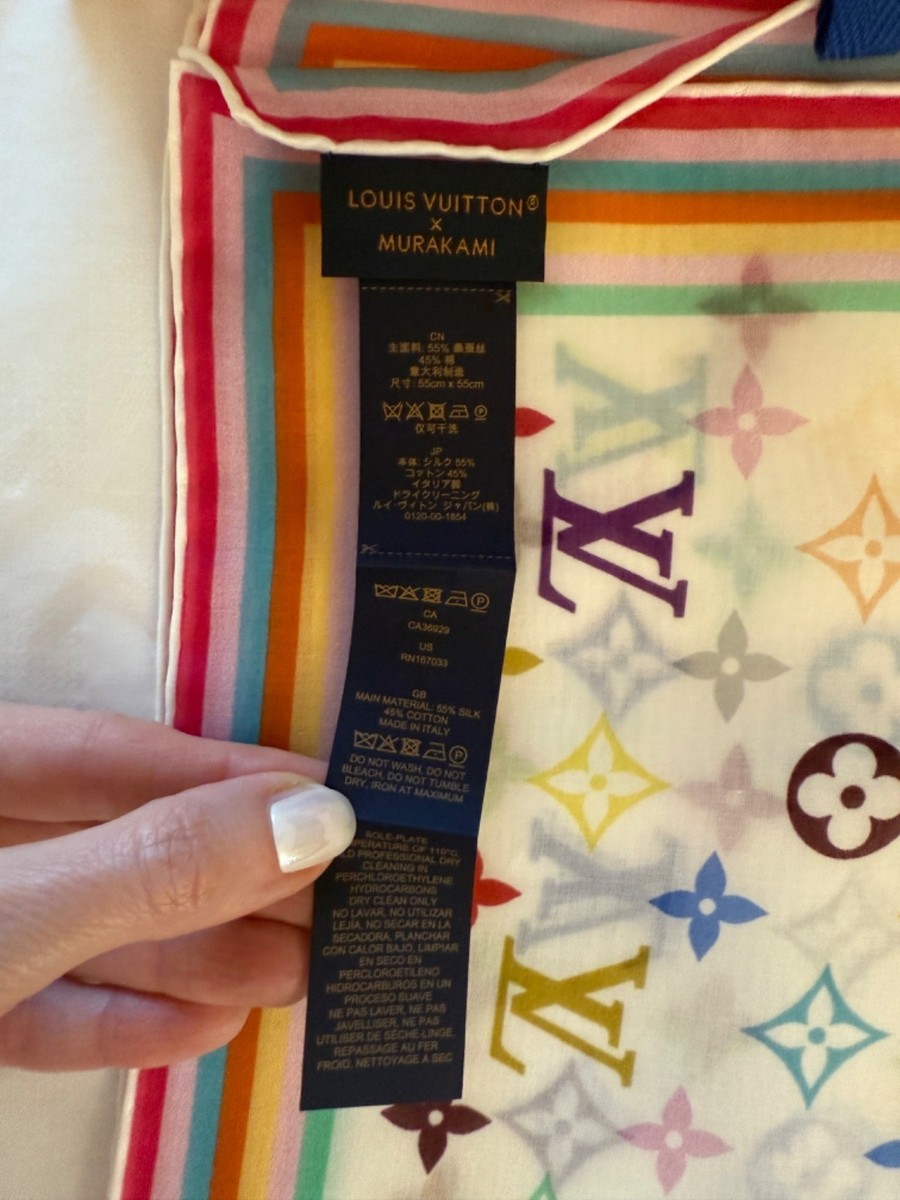 LOUIS VUITTON®
X
MURAKAMI
CN
主面料: 55% 桑蚕丝
45% 棉
意大利制造
尺寸: 55cm x 55cm
P
仅可干洗
JP
本体: シルク 55%
コットン 45%
イタリア製
ドライクリーニング
ルイ・ヴィトン ジャパン(株)
0120-00-1854
P
CA
CA36929
US
RN167033
GB
MAIN MATERIAL: 55% SILK
45% COTTON
MADE IN ITALY
P
DO NOT WASH, DO NOT
BLEACH, DO NOT TUMBLE
DRY, IRON AT MAXIMUM
SOLE-PLATE
OF 110°C,
PROFESSIONAL DRY
CLEANING IN
PERCHLOROETHYLENE
HYDROCARBONS
DRY CLEAN ONLY
NO LAVAR, NO UTILIZAR
LEJÍA, NO SECAR EN LA
SECADORA, PLANCHAR
CON CALOR BAJO, LIMPIAR
EN SECO EN
PERCLOROETILENO
HIDROCARBUROS EN UN
PROCESO SUAVE
NE PAS LAVER, NE PAS
JAVELLISER, NE PAS
UTILISER DE SÈCHE-LINGE,
REPASSAGE AU FER
FROID, NETTOYAGE A SEC
LV
LV